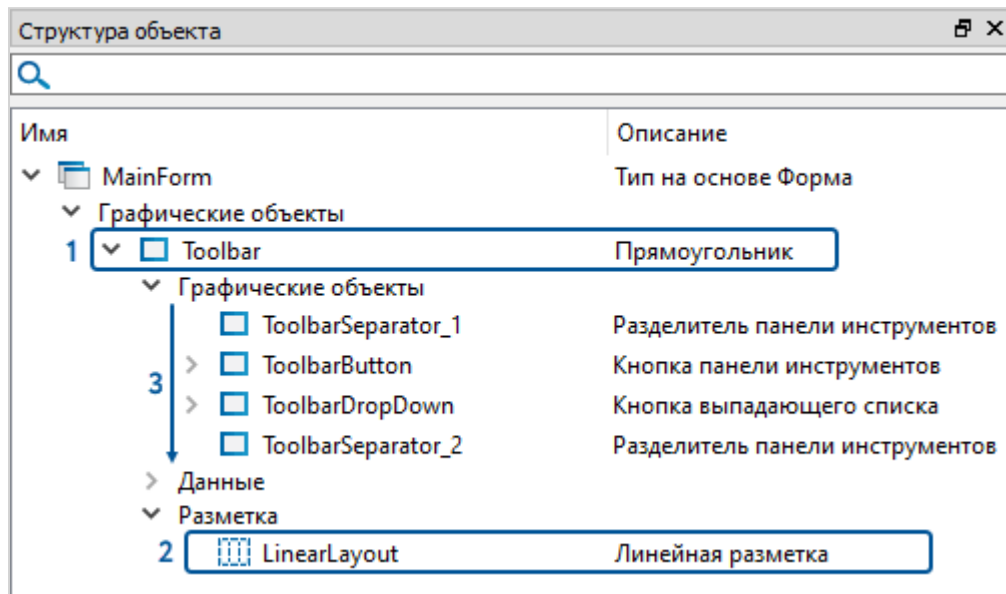 Структура объекта
Имя Описание
MainForm Тип на основе Форма
Графические объекты
1 Toolbar Прямоугольник
Графические объекты
ToolbarSeparator_1 Разделитель панели инструментов
3 ToolbarButton Кнопка панели инструментов
ToolbarDropDown Кнопка выпадающего списка
ToolbarSeparator_2 Разделитель панели инструментов
Данные
Разметка
2 LinearLayout Линейная разметка